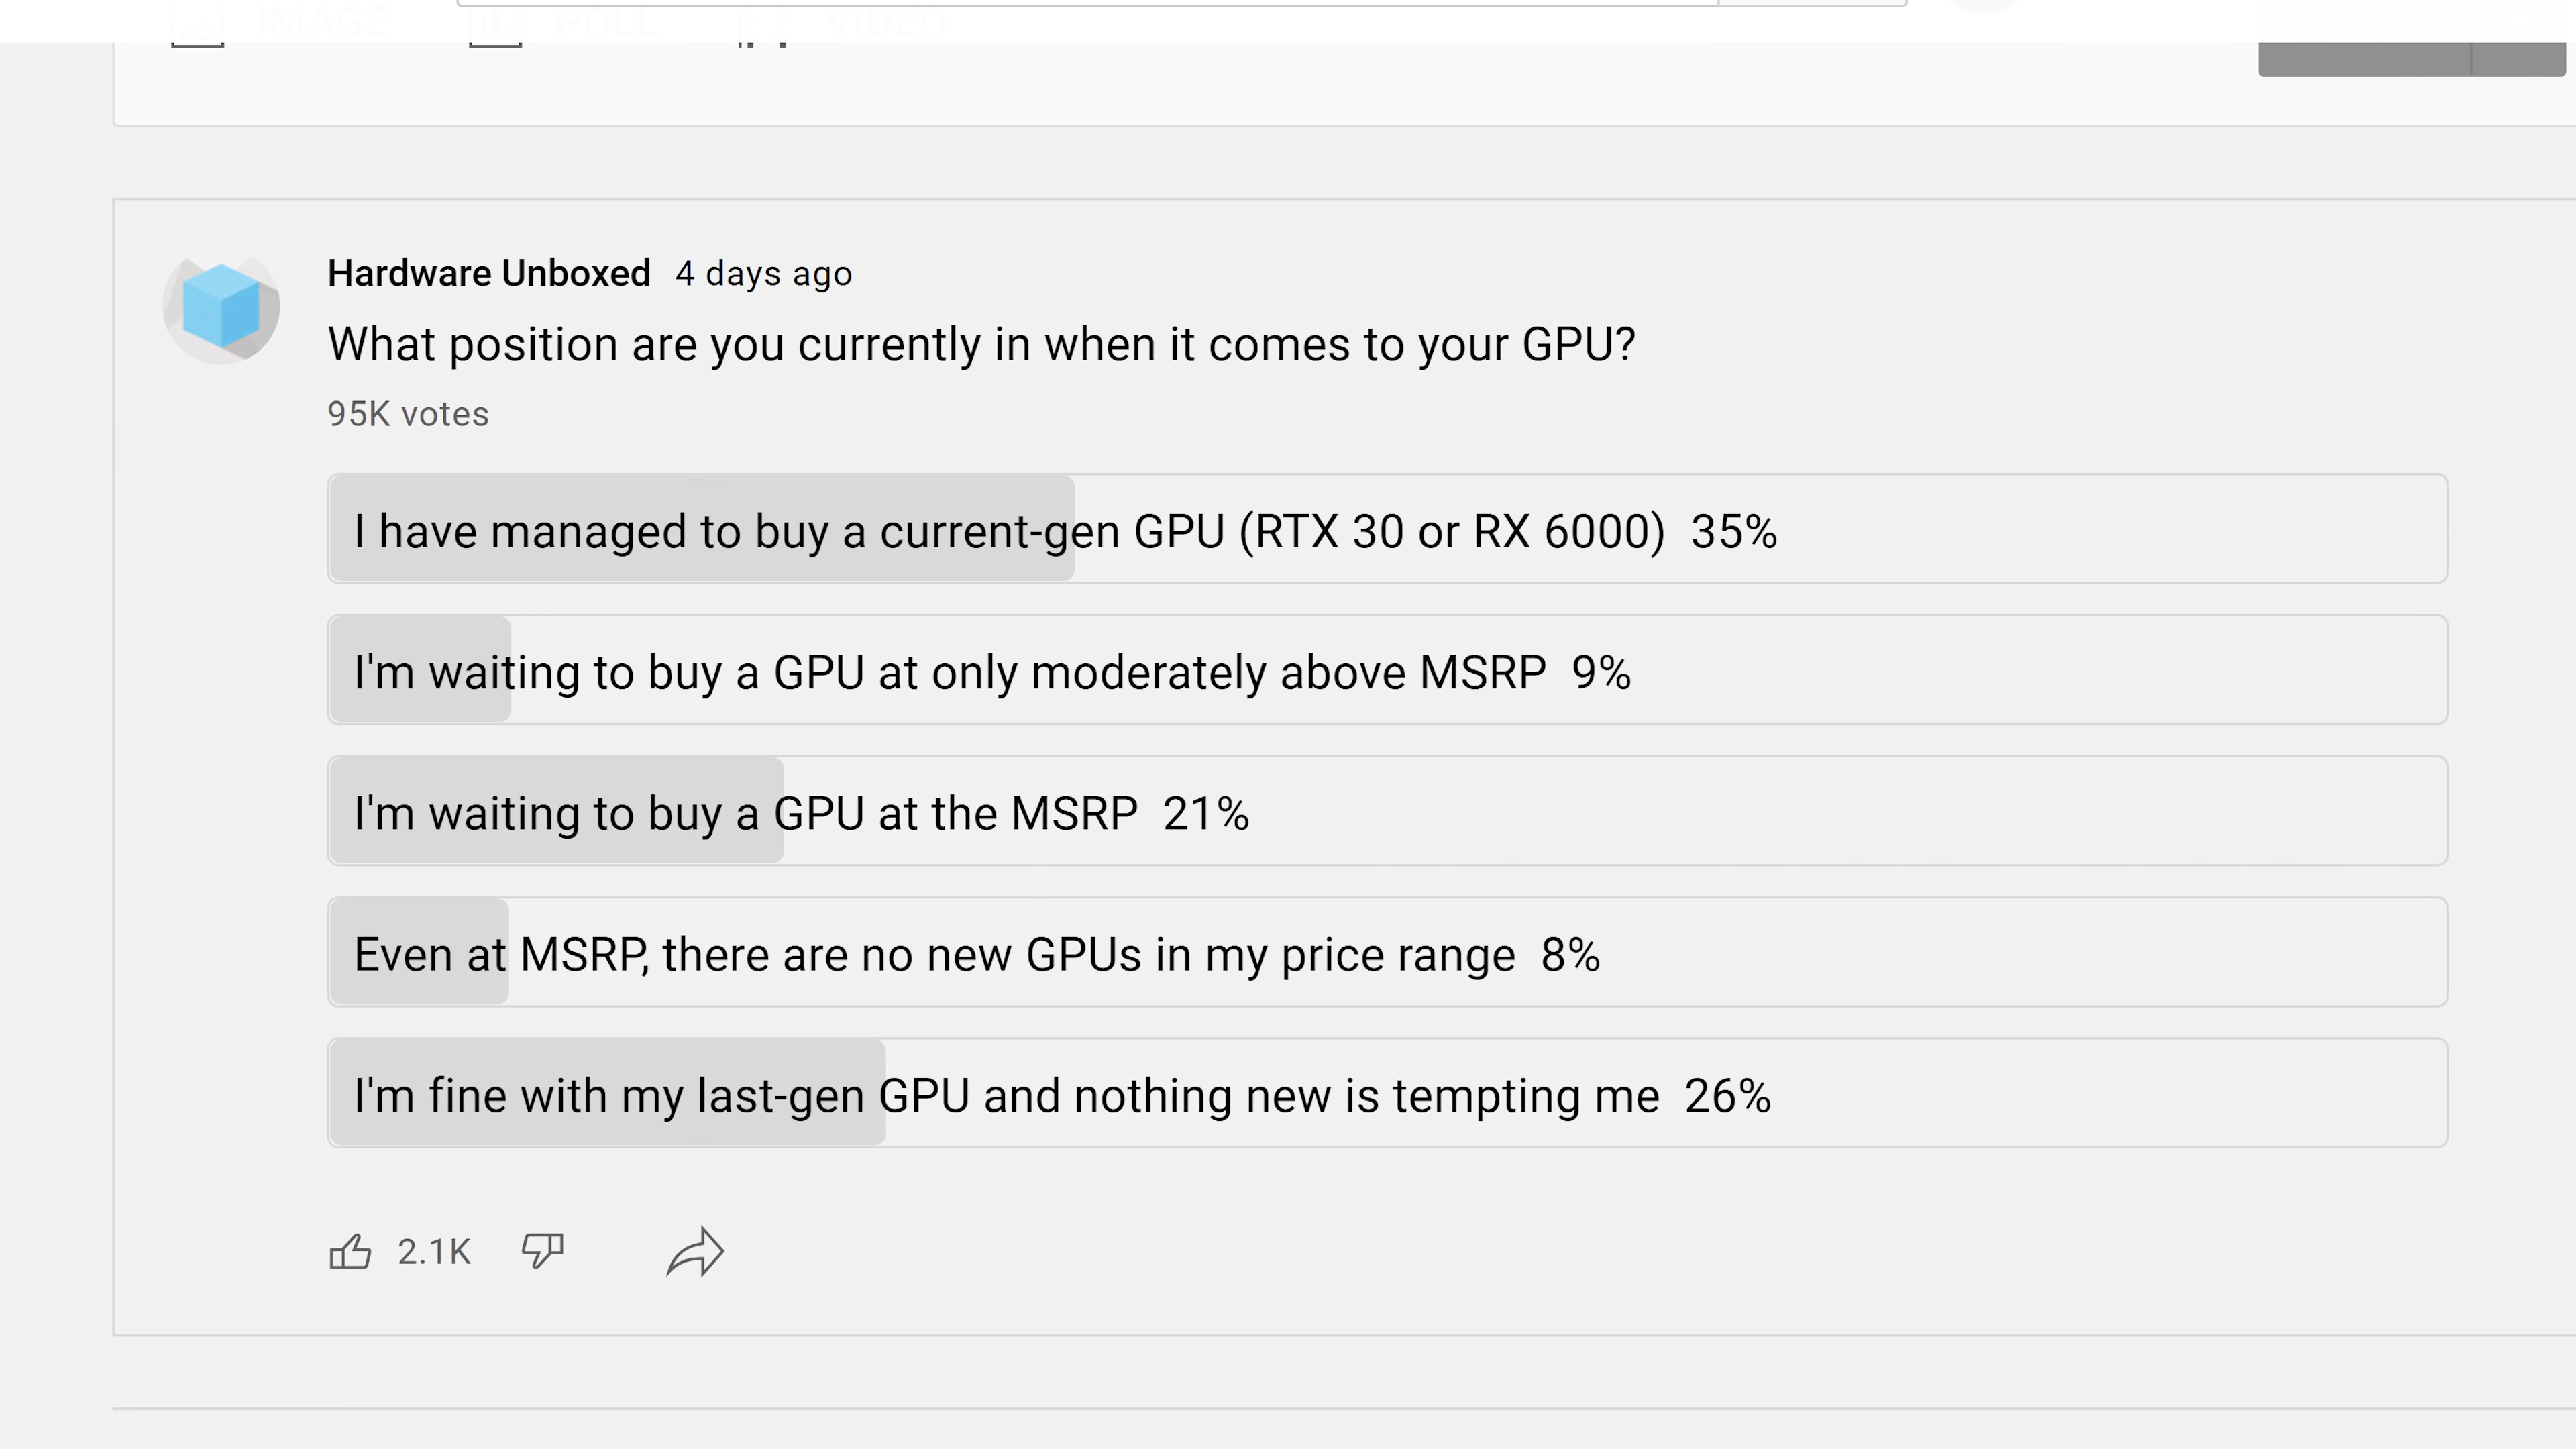 IMAGE POLL VIDEO
Hardware Unboxed 4 days ago
What position are you currently in when it comes to your GPU?
95K votes
I have managed to buy a current-gen GPU (RTX 30 or RX 6000) 35%
I'm waiting to buy a GPU at only moderately above MSRP 9%
I'm waiting to buy a GPU at the MSRP 21%
Even at MSRP, there are no new GPUs in my price range 8%
I'm fine with my last-gen GPU and nothing new is tempting me 26%
2.1K